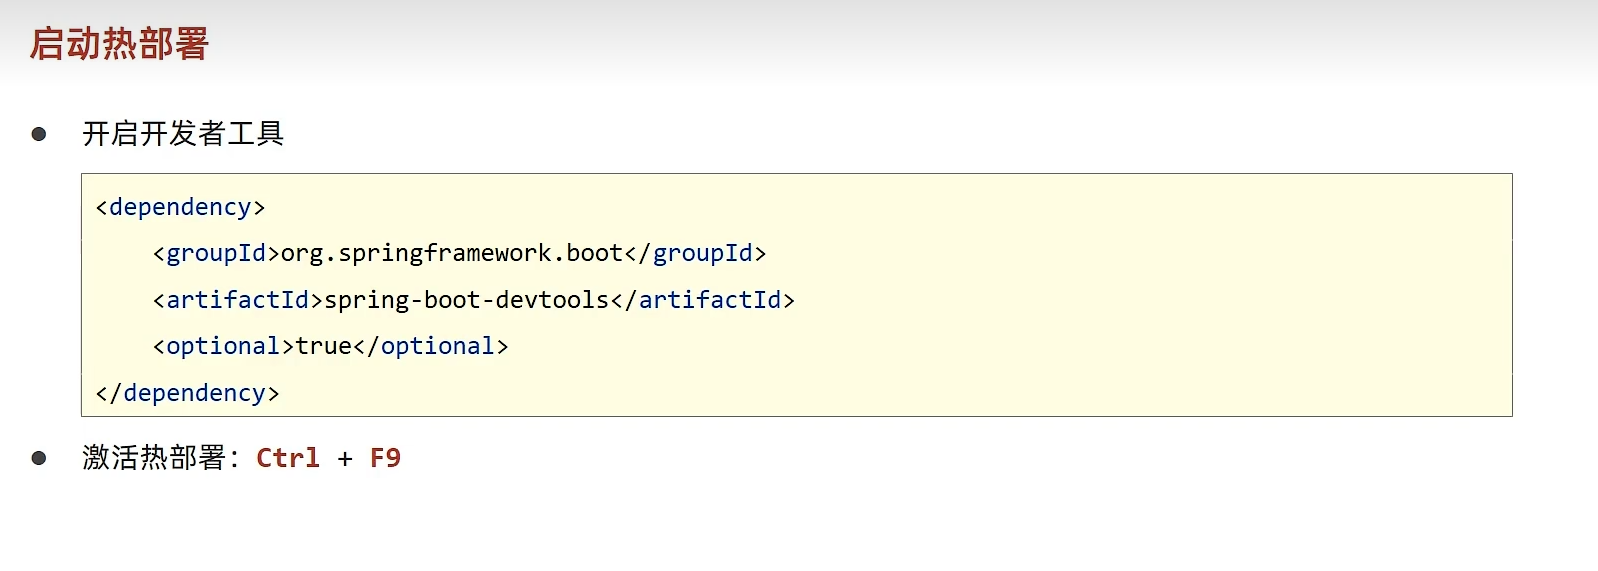 启动热部署
● 开启开发者工具
<dependency>
    <groupId>org.springframework.boot</groupId>
    <artifactId>spring-boot-devtools</artifactId>
    <optional>true</optional>
</dependency>
● 激活热部署：Ctrl + F9